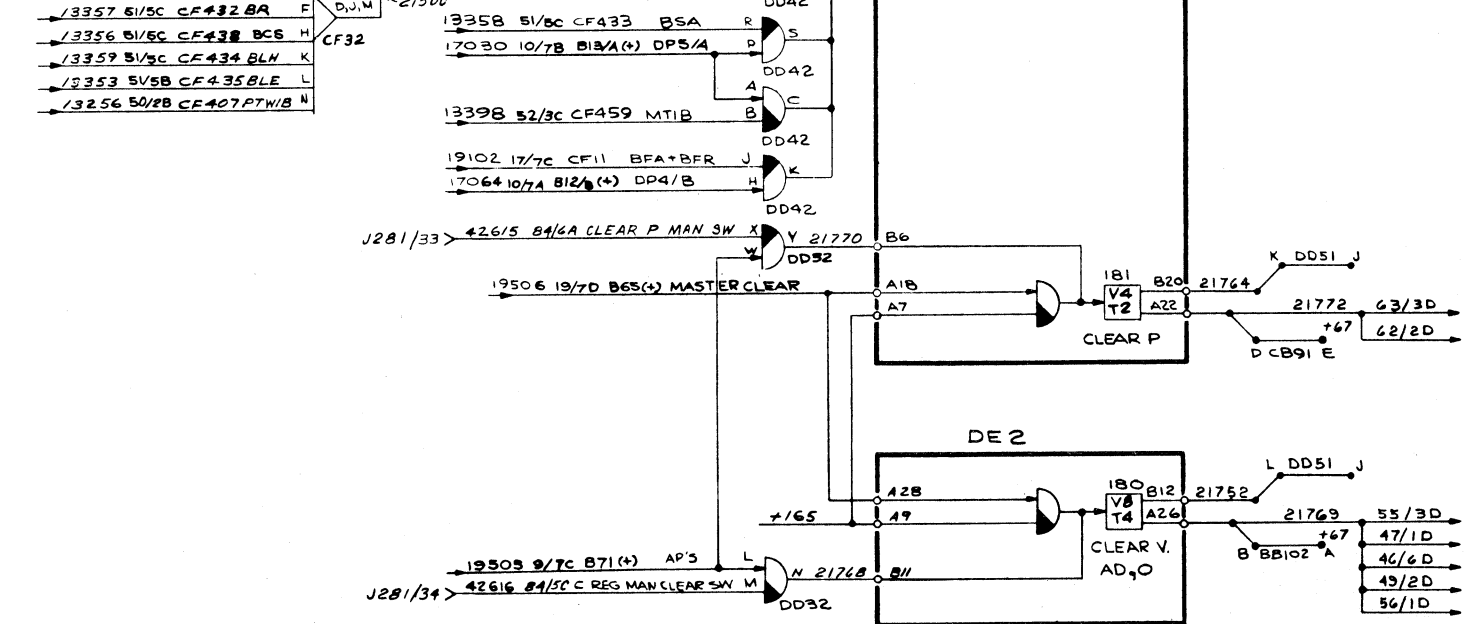 13357 51/5C CF432 BR F
13356 51/5C CF438 BCS H
13359 51/5C CF434 BLH K
13353 51/5B CF435 BLE L
13256 50/2B CF407 PTWIB N
D,J,M
CF32
DD42
13358 51/5C CF433 BSA R
S
17030 10/7B B13/A(+) DP5/A P
DD42
A
C
13398 52/3C CF459 MTIB B
DD42
19102 17/7C CF11 BFA+BFR J
K
17064 10/7A B12/B(+) DP4/B H
DD42
J281/33 42615 84/6A CLEAR P MAN SW X
Y 21770 B6
W
DD52
19506 19/7D B65(+) MASTER CLEAR A18
A7
181
V4
T2
CLEAR P
B20 21764
A22
K DD51 J
21772 63/3D
+67
62/2D
D CB91 E
DE2
A28
+165 A9
180
V8
T4
CLEAR V.
AD,O
B12 21752
A26
L DD51 J
21769 55/3D
+67
B BB102 A
47/1D
46/6D
49/2D
56/1D
19505 9/7C B71(+) AP'S L
N 21768 B11
J281/34 42616 84/5C C REG MAN CLEAR SW M
DD32